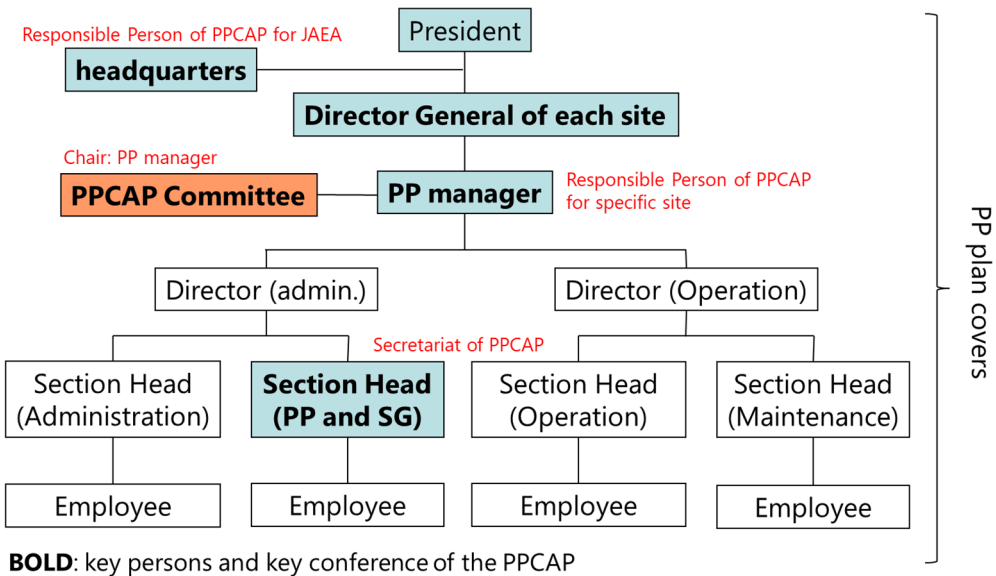 President
Responsible Person of PPCAP for JAEA
headquarters
Director General of each site
Chair: PP manager
PPCAP Committee
PP manager
Responsible Person of PPCAP
for specific site
Director (admin.)
Director (Operation)
Secretariat of PPCAP
Section Head
(Administration)
Section Head
(PP and SG)
Section Head
(Operation)
Section Head
(Maintenance)
Employee
Employee
Employee
Employee
PP plan covers
BOLD: key persons and key conference of the PPCAP